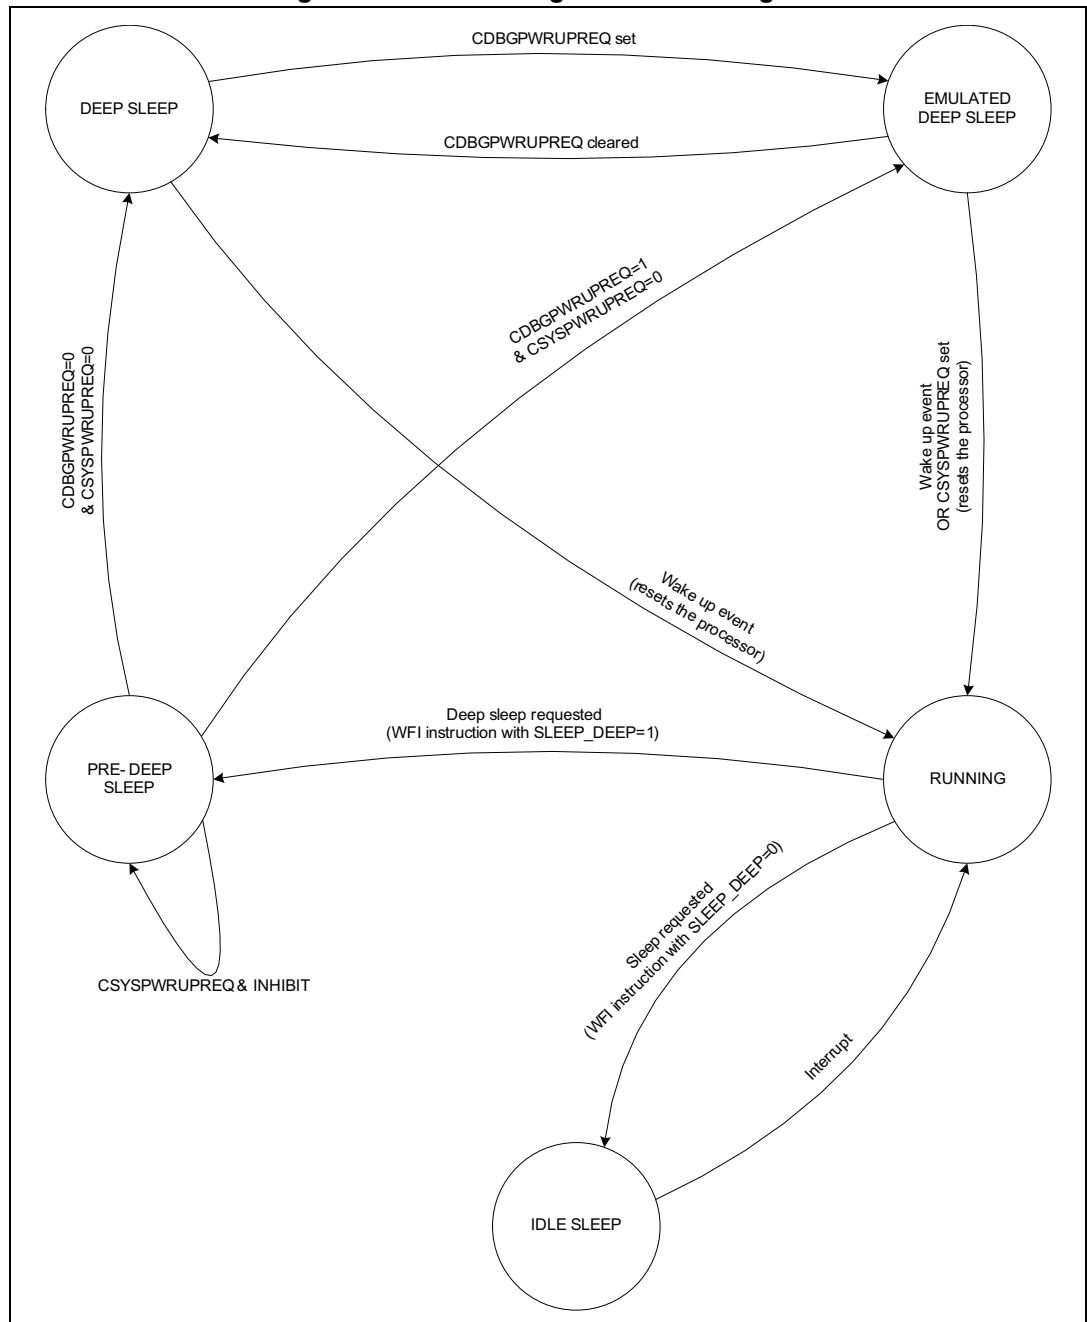 CDBGPWRUPREQ set
DEEP SLEEP
EMULATED
DEEP SLEEP
CDBGPWRUPREQ cleared
CDBGPWRUPREQ=1
& CSYSPWRUPREQ=0
CDBGPWRUPREQ=0
& CSYSPWRUPREQ=0
Wake up event
OR CSYSPWRUPREQ set
(resets the processor)
Wake up event
(resets the processor)
Deep sleep requested
(WFI instruction with SLEEP_DEEP=1)
PRE- DEEP
SLEEP
RUNNING
Sleep requested
(WFI instruction with SLEEP_DEEP=0)
CSYSPWRUPREQ & INHIBIT
Interrupt
IDLE SLEEP